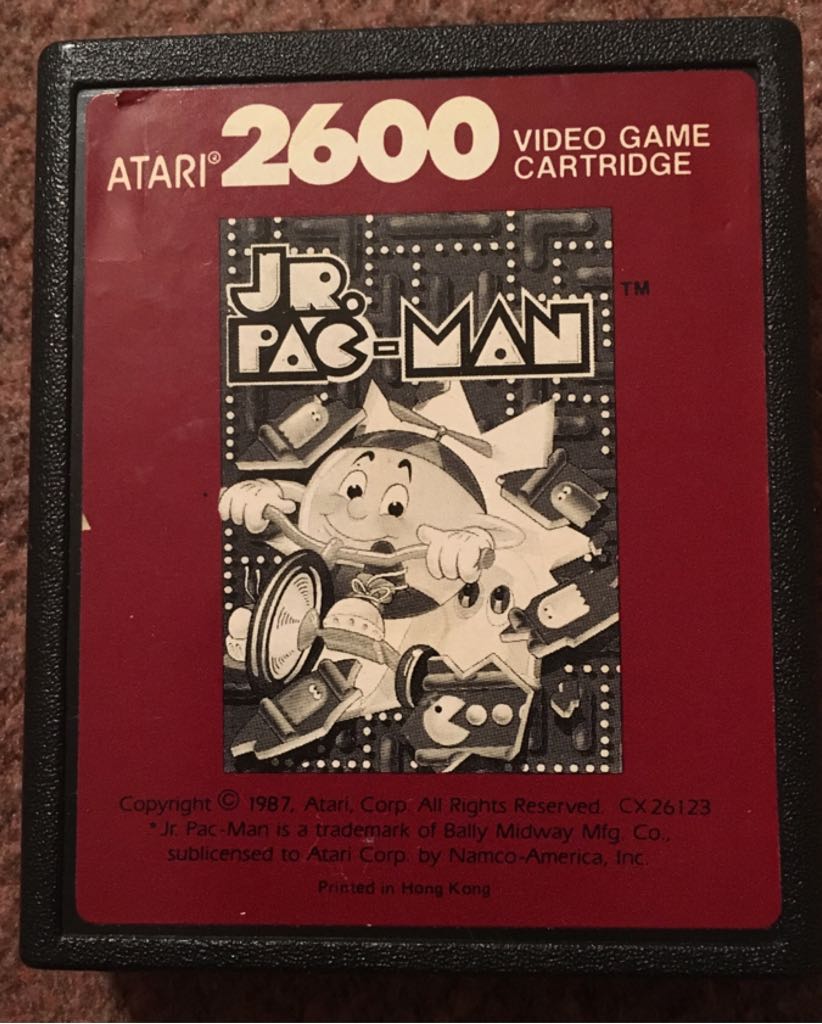 ATARI® 2600 VIDEO GAME
CARTRIDGE
JR.
PAC-MAN TM
Copyright © 1987, Atari, Corp. All Rights Reserved. CX26123
*Jr. Pac-Man is a trademark of Bally Midway Mfg. Co.,
sublicensed to Atari Corp. by Namco-America, Inc.
Printed in Hong Kong